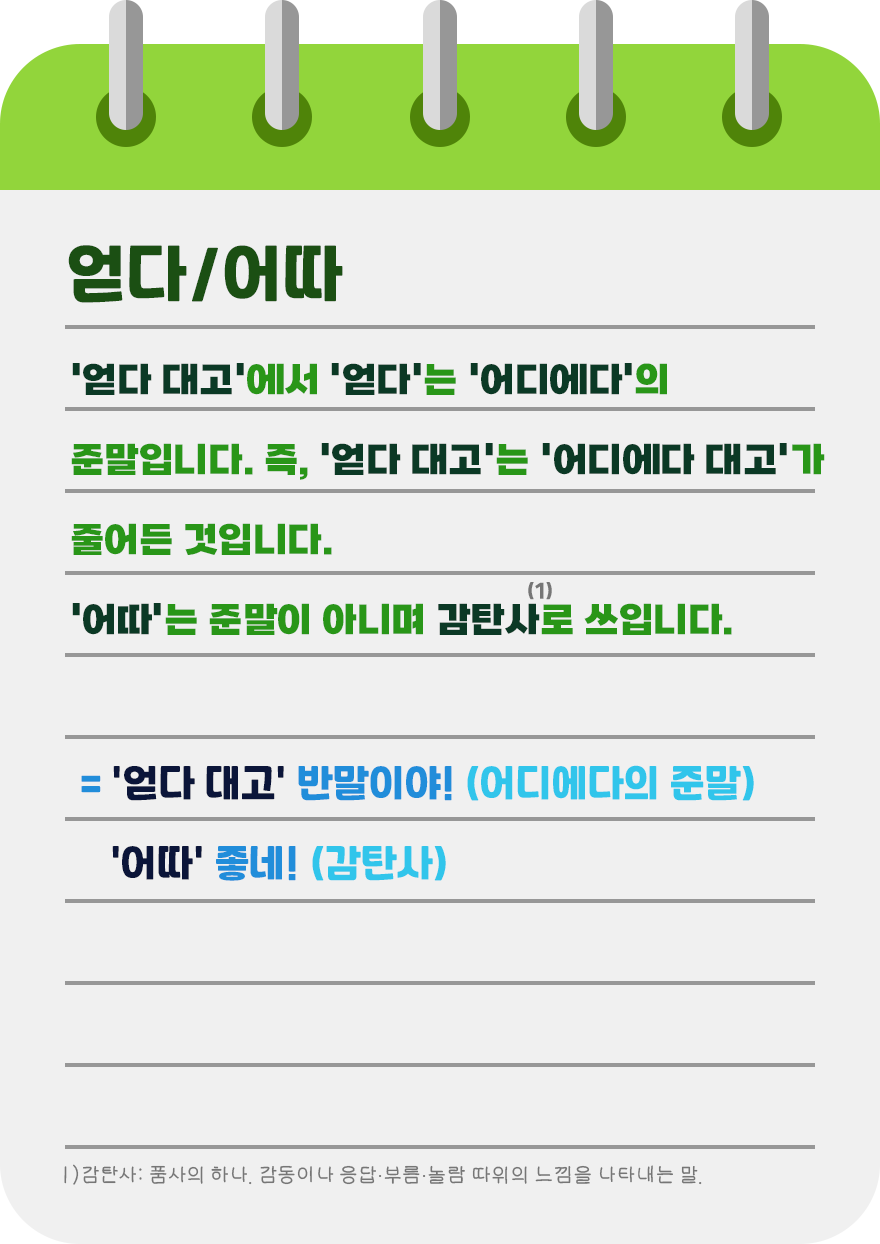 얻다/어따
'얻다 대고'에서 '얻다'는 '어디에다'의
준말입니다. 즉, '얻다 대고'는 '어디에다 대고'가
줄어든 것입니다.
(1)
'어따'는 준말이 아니며 감탄사로 쓰입니다.
= '얻다 대고' 반말이야! (어디에다의 준말)
'어따' 좋네! (감탄사)
1)감탄사: 품사의 하나. 감동이나 응답·부름·놀람 따위의 느낌을 나타내는 말.